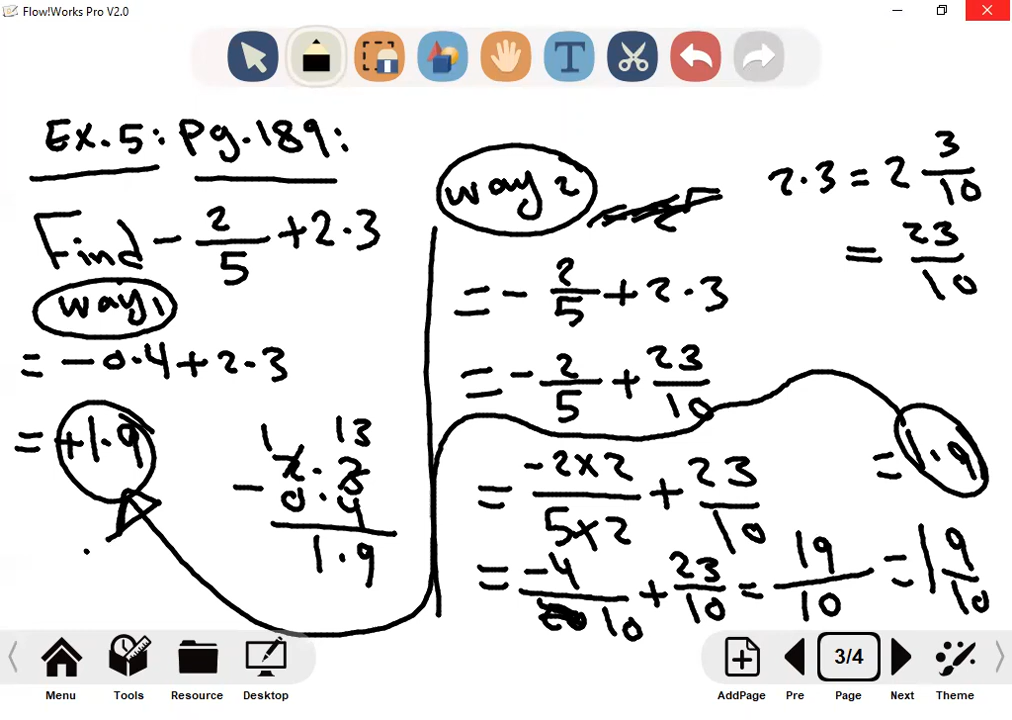 Flow!Works Pro V2.0
Ex.5: Pg.189:
Find -2/5 + 2.3
way 1
= -0.4 + 2.3
= +1.9
1 13
2.3
- 0.4
1.9
way 2
= -2/5 + 2.3
= -2/5 + 23/10
= -2x2/5x2 + 23/10
= -4/10 + 23/10 = 19/10 = 1 9/10
= 1.9
2.3 = 2 3/10
= 23/10
Menu Tools Resource Desktop
AddPage Pre 3/4 Page Next Theme